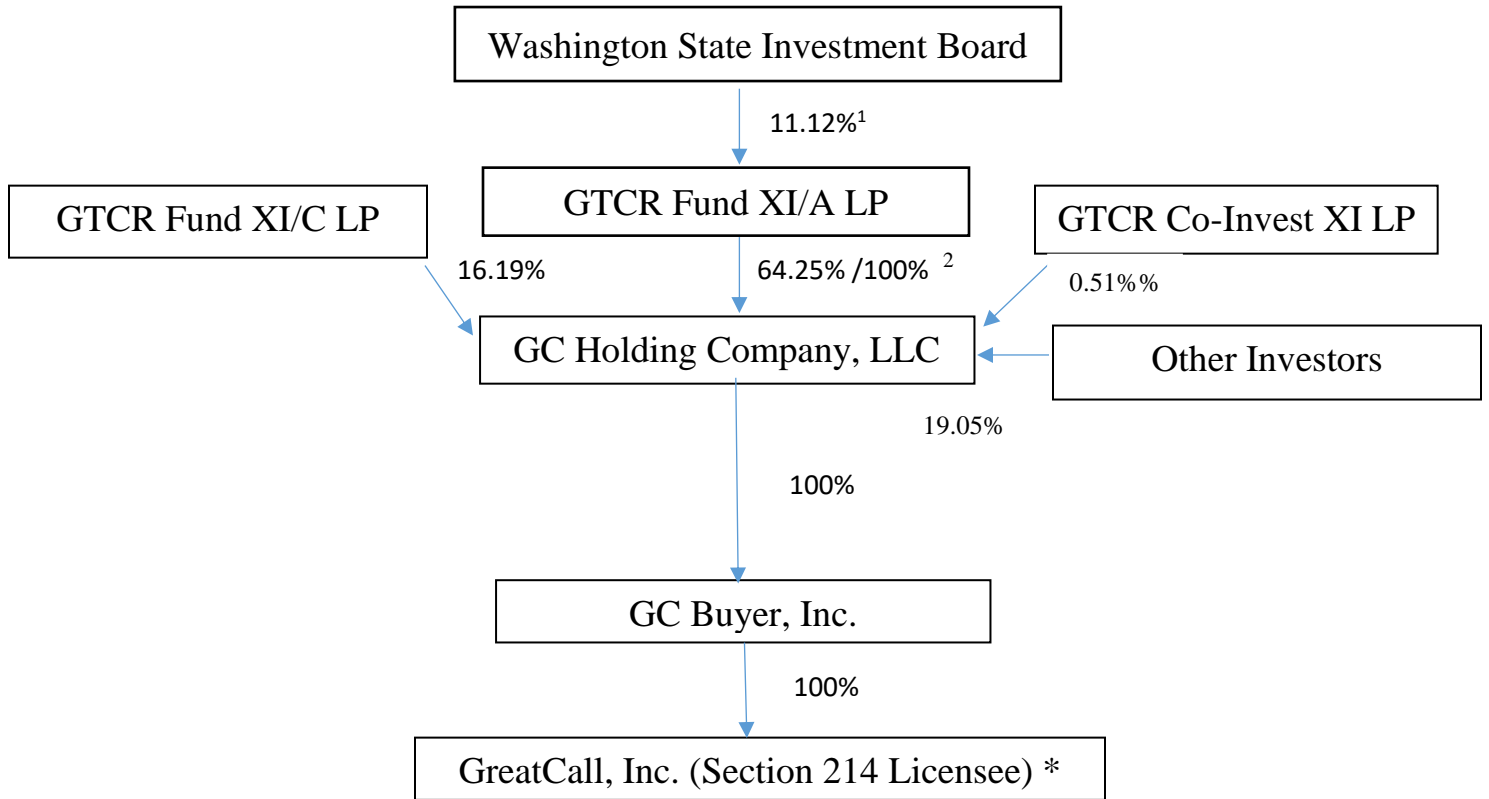 Washington State Investment Board
11.12%¹
GTCR Fund XI/C LP
GTCR Fund XI/A LP
GTCR Co-Invest XI LP
16.19%
64.25% /100% ²
0.51%%
GC Holding Company, LLC
Other Investors
19.05%
100%
GC Buyer, Inc.
100%
GreatCall, Inc. (Section 214 Licensee) *